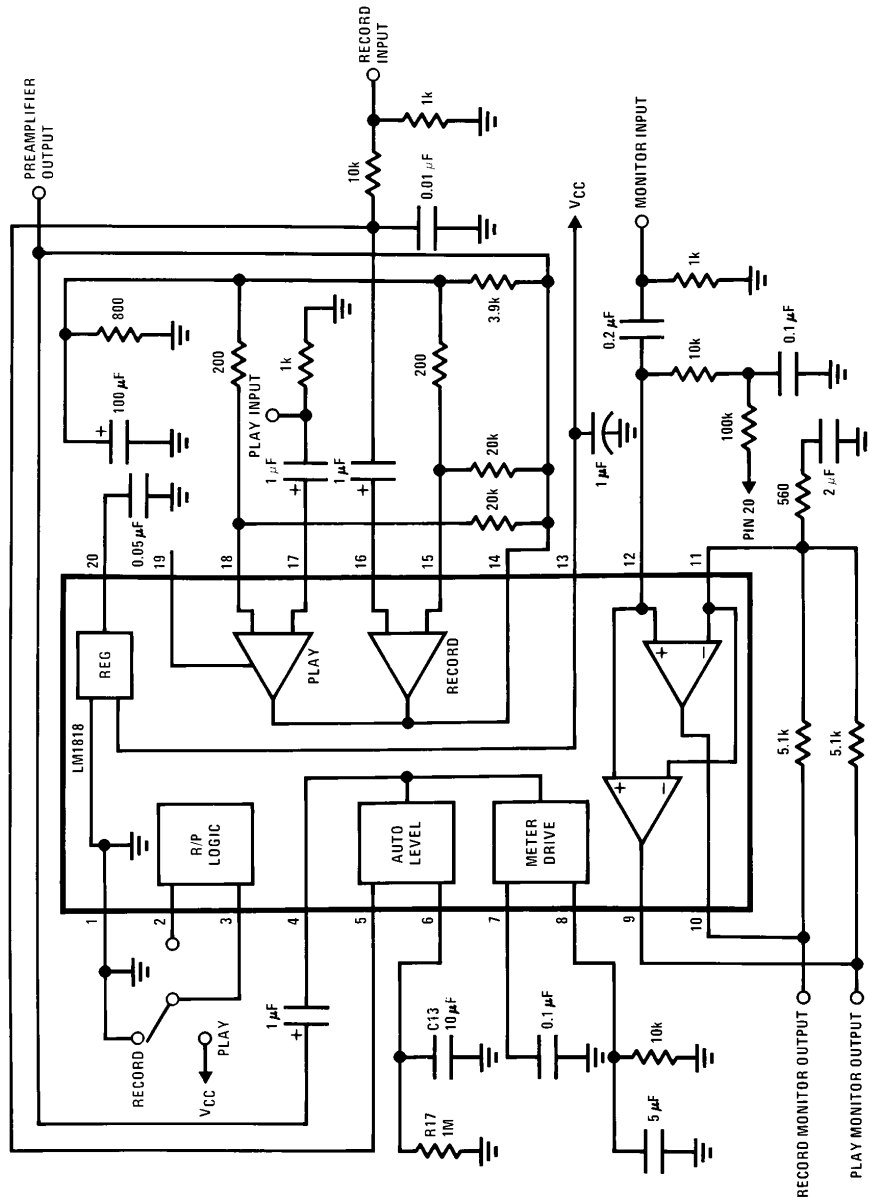 PREAMPLIFIER
OUTPUT
RECORD
INPUT
1k
10k
0.01 µF
VCC
MONITOR INPUT
1k
0.2 µF
10k
0.1 µF
100k
PIN 20
560
2 µF
1 µF
800
100 µF
+
0.05 µF
200
PLAY INPUT
1k
1 µF
+
1 µF
+
200
3.9k
20k
20k
20
19
18
17
16
15
14
13
12
11
LM1818
REG
PLAY
RECORD
R/P
LOGIC
AUTO
LEVEL
METER
DRIVE
+
−
+
−
5.1k
5.1k
1
2
3
4
5
6
7
8
9
10
RECORD
PLAY
VCC
1 µF
+
C13
10 µF
R17
1M
0.1 µF
10k
5 µF
RECORD MONITOR OUTPUT
PLAY MONITOR OUTPUT